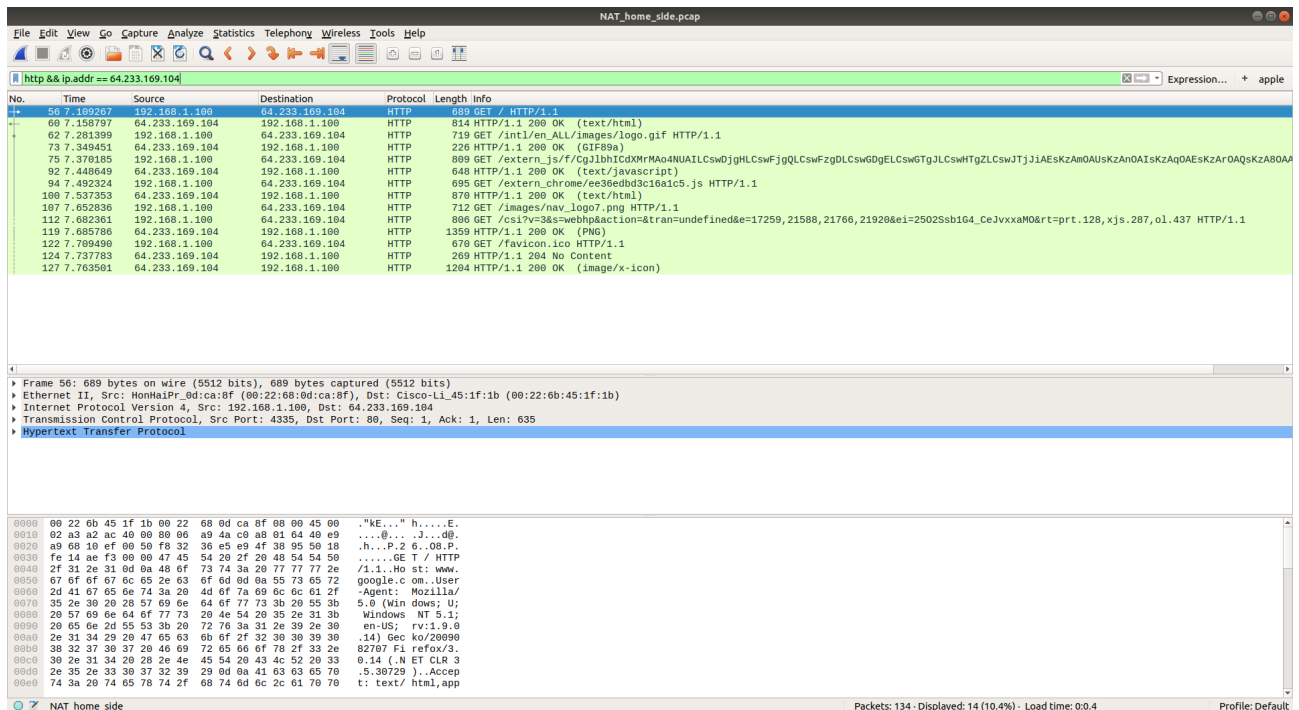 NAT_home_side.pcap
File Edit View Go Capture Analyze Statistics Telephony Wireless Tools Help
http && ip.addr == 64.233.169.104 Expression... + apple
No. Time Source Destination Protocol Length Info
56 7.109267 192.168.1.100 64.233.169.104 HTTP 689 GET / HTTP/1.1
60 7.158797 64.233.169.104 192.168.1.100 HTTP 814 HTTP/1.1 200 OK (text/html)
62 7.281399 192.168.1.100 64.233.169.104 HTTP 719 GET /intl/en_ALL/images/logo.gif HTTP/1.1
73 7.349451 64.233.169.104 192.168.1.100 HTTP 226 HTTP/1.1 200 OK (GIF89a)
75 7.370185 192.168.1.100 64.233.169.104 HTTP 809 GET /extern_js/f/CgJlbhICdXMrMAo4NUAILCswDjgHLCswFjgQLCswFzgDLCswGDgELCswGTgJLCswHTgZLCswJTjJiAEsKzAmOAUsKzAnOAIsKzAqOAEsKzArOAQsKzA8OAA
92 7.448649 64.233.169.104 192.168.1.100 HTTP 648 HTTP/1.1 200 OK (text/javascript)
94 7.492324 192.168.1.100 64.233.169.104 HTTP 695 GET /extern_chrome/ee36edbd3c16a1c5.js HTTP/1.1
100 7.537353 64.233.169.104 192.168.1.100 HTTP 870 HTTP/1.1 200 OK (text/html)
107 7.652836 192.168.1.100 64.233.169.104 HTTP 712 GET /images/nav_logo7.png HTTP/1.1
112 7.682361 192.168.1.100 64.233.169.104 HTTP 806 GET /csi?v=3&s=webhp&action=&tran=undefined&e=17259,21588,21766,21920&ei=25O2Ssb1G4_CeJvxxaMO&rt=prt.128,xjs.287,ol.437 HTTP/1.1
119 7.685786 64.233.169.104 192.168.1.100 HTTP 1359 HTTP/1.1 200 OK (PNG)
122 7.709490 192.168.1.100 64.233.169.104 HTTP 670 GET /favicon.ico HTTP/1.1
124 7.737783 64.233.169.104 192.168.1.100 HTTP 269 HTTP/1.1 204 No Content
127 7.763501 64.233.169.104 192.168.1.100 HTTP 1204 HTTP/1.1 200 OK (image/x-icon)
Frame 56: 689 bytes on wire (5512 bits), 689 bytes captured (5512 bits)
Ethernet II, Src: HonHaiPr_0d:ca:8f (00:22:68:0d:ca:8f), Dst: Cisco-Li_45:1f:1b (00:22:6b:45:1f:1b)
Internet Protocol Version 4, Src: 192.168.1.100, Dst: 64.233.169.104
Transmission Control Protocol, Src Port: 4335, Dst Port: 80, Seq: 1, Ack: 1, Len: 635
Hypertext Transfer Protocol
0000 00 22 6b 45 1f 1b 00 22 68 0d ca 8f 08 00 45 00 ."kE..." h.....E.
0010 02 a3 a2 ac 40 00 80 06 a9 4a c0 a8 01 64 40 e9 ....@... .J...d@.
0020 a9 68 10 ef 00 50 f8 32 36 e5 e9 4f 38 95 50 18 .h...P.2 6..O8.P.
0030 fe 14 ae f3 00 00 47 45 54 20 2f 20 48 54 54 50 ......GE T / HTTP
0040 2f 31 2e 31 0d 0a 48 6f 73 74 3a 20 77 77 77 2e /1.1..Ho st: www.
0050 67 6f 6f 67 6c 65 2e 63 6f 6d 0d 0a 55 73 65 72 google.c om..User
0060 2d 41 67 65 6e 74 3a 20 4d 6f 7a 69 6c 6c 61 2f -Agent: Mozilla/
0070 35 2e 30 20 28 57 69 6e 64 6f 77 73 3b 20 55 3b 5.0 (Win dows; U;
0080 20 57 69 6e 64 6f 77 73 20 4e 54 20 35 2e 31 3b Windows NT 5.1;
0090 20 65 6e 2d 55 53 3b 20 72 76 3a 31 2e 39 2e 30 en-US; rv:1.9.0
00a0 2e 31 34 29 20 47 65 63 6b 6f 2f 32 30 30 39 30 .14) Gec ko/20090
00b0 38 32 37 30 37 20 46 69 72 65 66 6f 78 2f 33 2e 82707 Fi refox/3.
00c0 30 2e 31 34 20 28 2e 4e 45 54 20 43 4c 52 20 33 0.14 (.N ET CLR 3
00d0 2e 35 2e 33 30 37 32 39 29 0d 0a 41 63 63 65 70 .5.30729 )..Accep
00e0 74 3a 20 74 65 78 74 2f 68 74 6d 6c 2c 61 70 70 t: text/ html,app
NAT_home_side Packets: 134 · Displayed: 14 (10.4%) · Load time: 0:0.4 Profile: Default